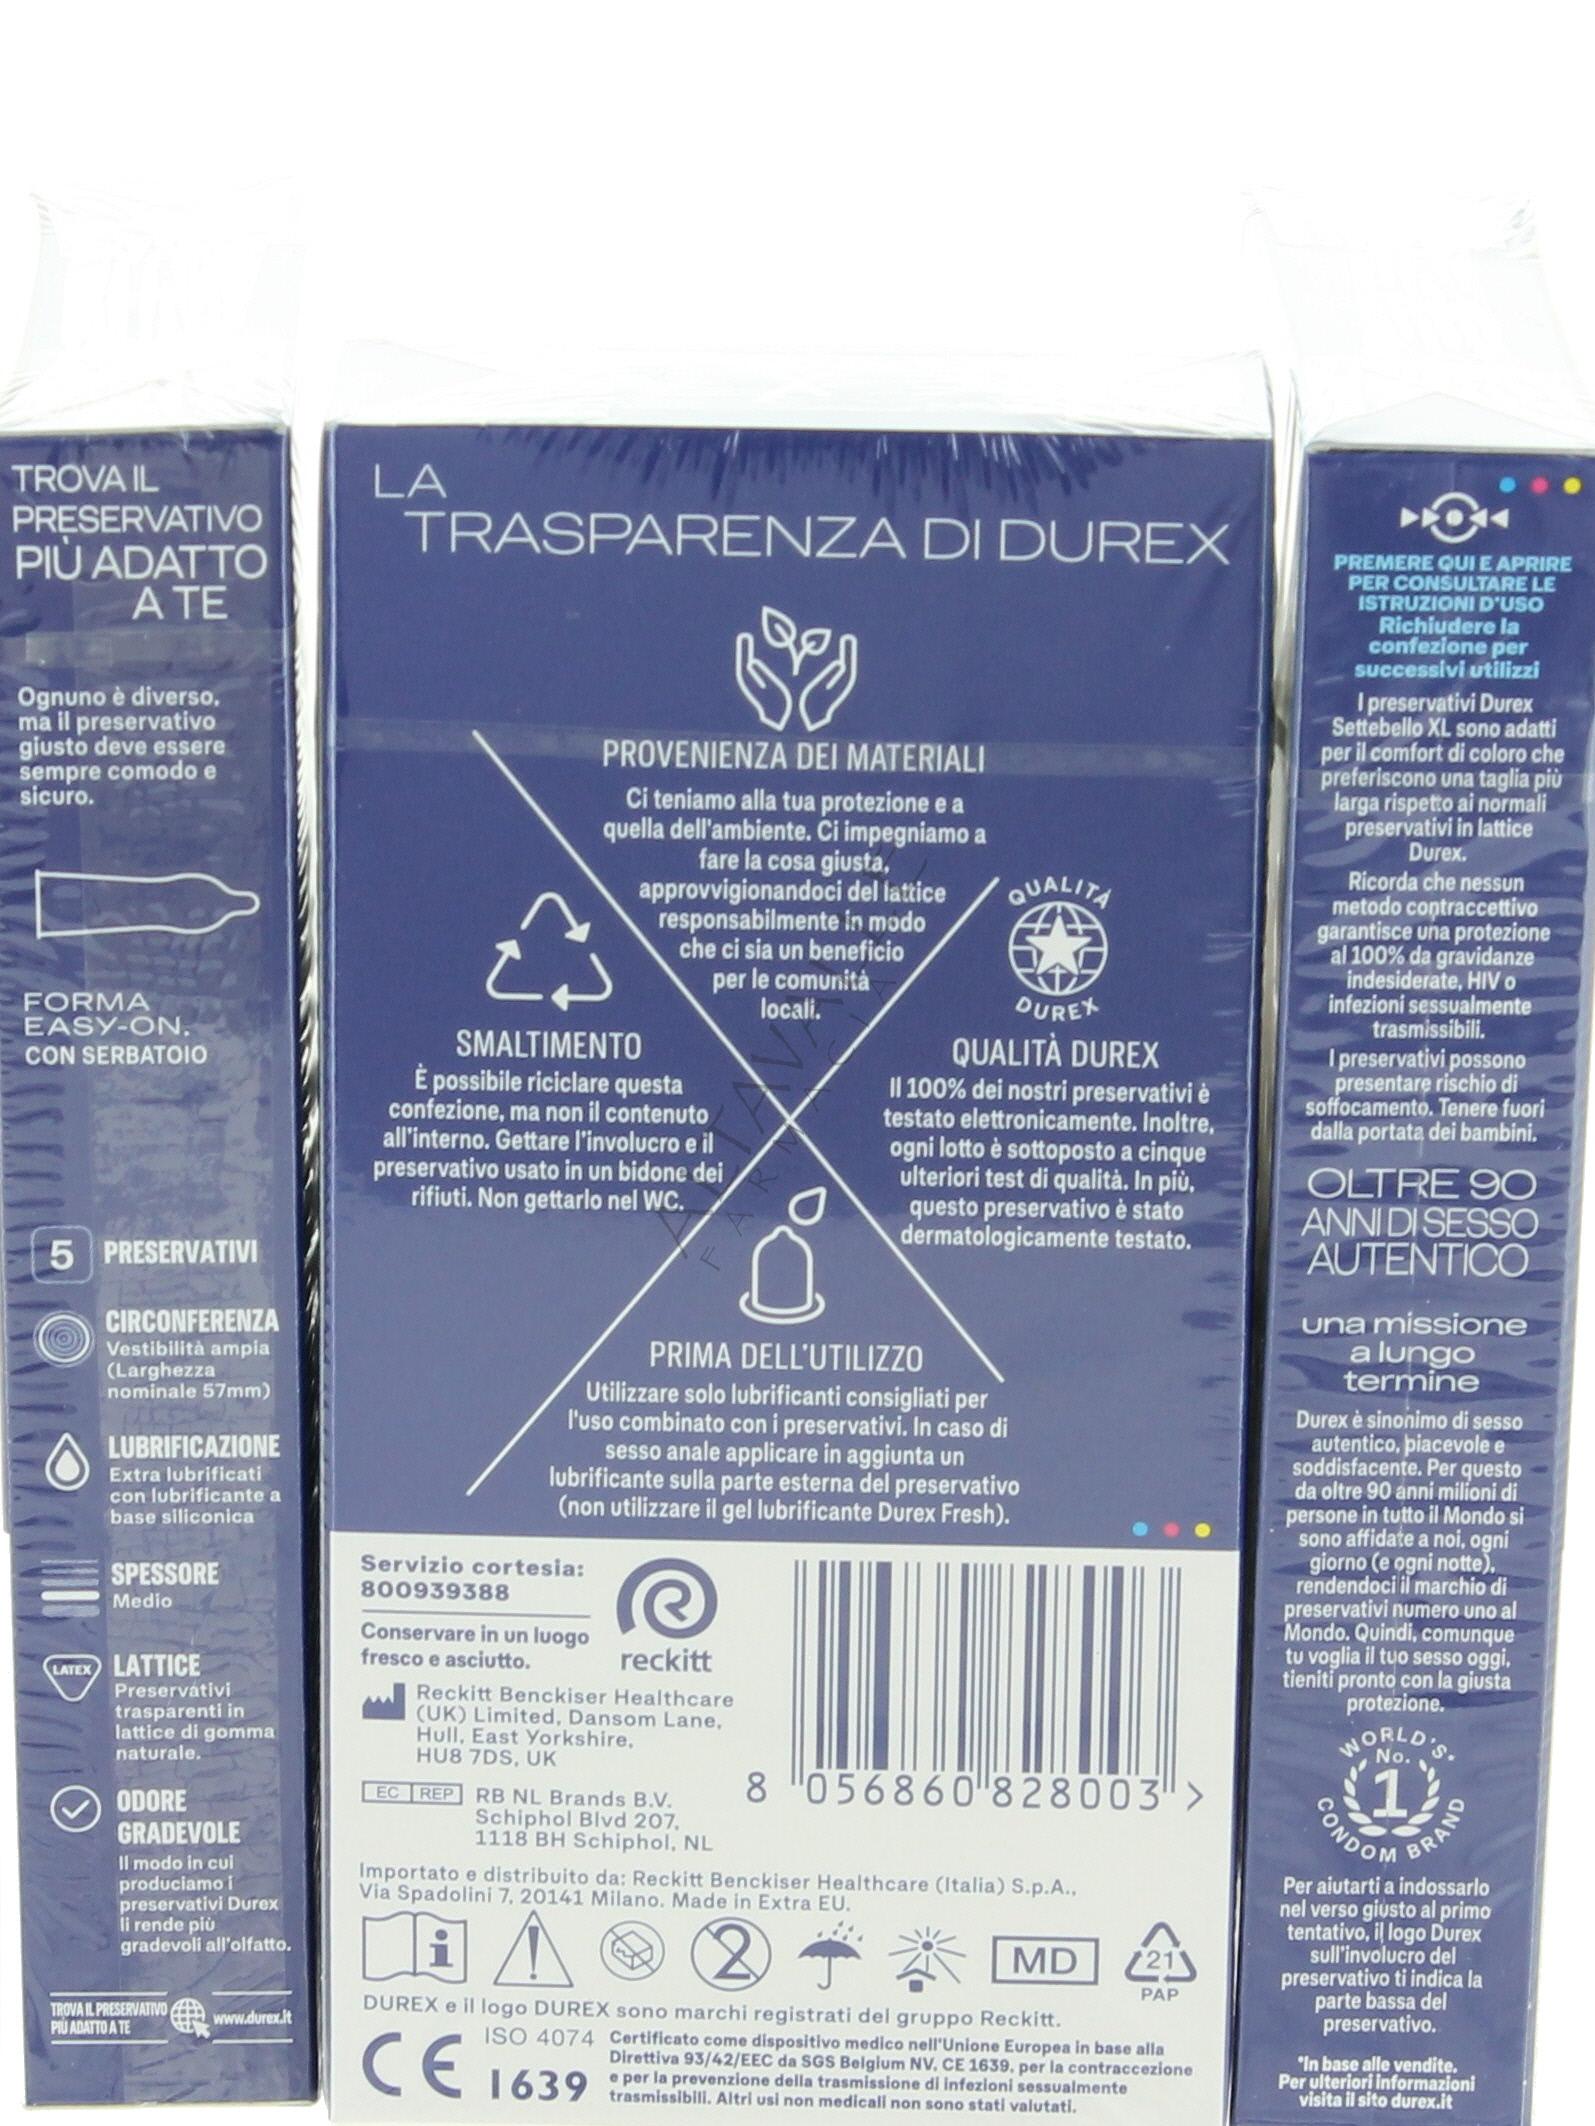 TROVA IL
PRESERVATIVO
PIÙ ADATTO
A TE
Ognuno è diverso,
ma il preservativo
giusto deve essere
sempre comodo e
sicuro.
FORMA
EASY-ON.
CON SERBATOIO
5 PRESERVATIVI
CIRCONFERENZA
Vestibilità ampia
(Larghezza
nominale 57mm)
LUBRIFICAZIONE
Extra lubrificati
con lubrificante a
base siliconica
SPESSORE
Medio
LATEX
LATTICE
Preservativi
trasparenti in
lattice di gomma
naturale.
ODORE
GRADEVOLE
Il modo in cui
produciamo i
preservativi Durex
li rende più
gradevoli all'olfatto.
TROVA IL PRESERVATIVO
PIÙ ADATTO A TE
www.durex.it
LA
TRASPARENZA DI DUREX
PROVENIENZA DEI MATERIALI
Ci teniamo alla tua protezione e a
quella dell'ambiente. Ci impegniamo a
fare la cosa giusta,
approvvigionandoci del lattice
responsabilmente in modo
che ci sia un beneficio
per le comunità
locali.
SMALTIMENTO
È possibile riciclare questa
confezione, ma non il contenuto
all'interno. Gettare l'involucro e il
preservativo usato in un bidone dei
rifiuti. Non gettarlo nel WC.
QUALITÀ
DUREX
QUALITÀ DUREX
Il 100% dei nostri preservativi è
testato elettronicamente. Inoltre,
ogni lotto è sottoposto a cinque
ulteriori test di qualità. In più,
questo preservativo è stato
dermatologicamente testato.
PRIMA DELL'UTILIZZO
Utilizzare solo lubrificanti consigliati per
l'uso combinato con i preservativi. In caso di
sesso anale applicare in aggiunta un
lubrificante sulla parte esterna del preservativo
(non utilizzare il gel lubrificante Durex Fresh).
FARMACIA
Servizio cortesia:
800939388
Conservare in un luogo
fresco e asciutto.
reckitt
Reckitt Benckiser Healthcare
(UK) Limited, Dansom Lane,
Hull, East Yorkshire,
HU8 7DS, UK
EC REP
RB NL Brands B.V.
Schiphol Blvd 207,
1118 BH Schiphol, NL
8 056860 828003 >
Importato e distribuito da: Reckitt Benckiser Healthcare (Italia) S.p.A.,
Via Spadolini 7, 20141 Milano. Made in Extra EU.
i
2
MD
21
PAP
DUREX e il logo DUREX sono marchi registrati del gruppo Reckitt.
CE
ISO 4074
1639
Certificato come dispositivo medico nell'Unione Europea in base alla
Direttiva 93/42/EEC da SGS Belgium NV. CE 1639, per la contraccezione
e per la prevenzione della trasmissione di infezioni sessualmente
trasmissibili. Altri usi non medicali non sono stati valutati.
PREMERE QUI E APRIRE
PER CONSULTARE LE
ISTRUZIONI D'USO
Richiudere la
confezione per
successivi utilizzi
I preservativi Durex
Settebello XL sono adatti
per il comfort di coloro che
preferiscono una taglia più
larga rispetto ai normali
preservativi in lattice
Durex.
Ricorda che nessun
metodo contraccettivo
garantisce una protezione
al 100% da gravidanze
indesiderate, HIV o
infezioni sessualmente
trasmissibili.
I preservativi possono
presentare rischio di
soffocamento. Tenere fuori
dalla portata dei bambini.
OLTRE 90
ANNI DI SESSO
AUTENTICO
una missione
a lungo
termine
Durex è sinonimo di sesso
autentico, piacevole e
soddisfacente. Per questo
da oltre 90 anni milioni di
persone in tutto il Mondo si
sono affidate a noi, ogni
giorno (e ogni notte),
rendendoci il marchio di
preservativi numero uno al
Mondo. Quindi, comunque
tu voglia il tuo sesso oggi,
tieniti pronto con la giusta
protezione.
WORLD'S*
No.
1
CONDOM BRAND
Per aiutarti a indossarlo
nel verso giusto al primo
tentativo, il logo Durex
sull'involucro del
preservativo ti indica la
parte bassa del
preservativo.
*In base alle vendite.
Per ulteriori informazioni
visita il sito durex.it